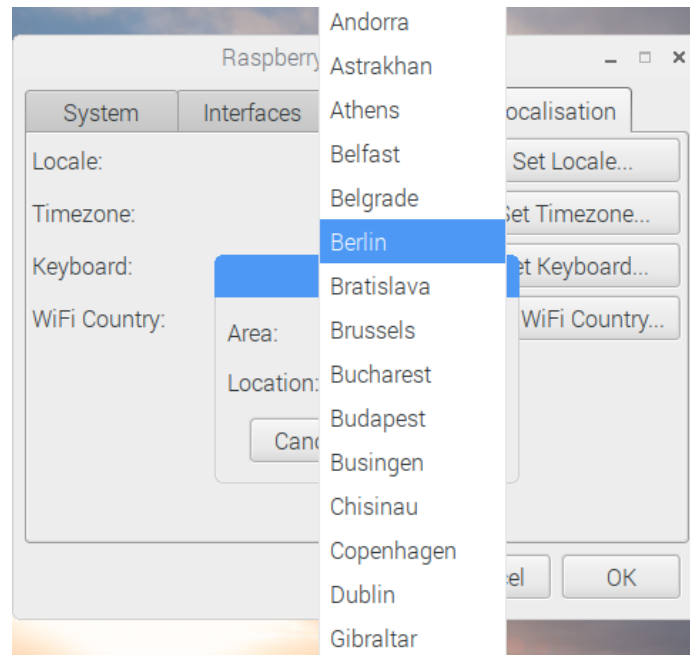 Andorra
Raspberry
Astrakhan
System
Interfaces
Athens
ocalisation
Locale:
Belfast
Set Locale...
Belgrade
Timezone:
Set Timezone...
Berlin
Keyboard:
et Keyboard...
Bratislava
WiFi Country:
Area:
Brussels
WiFi Country...
Location:
Bucharest
Budapest
Canc
Busingen
Chisinau
Copenhagen
el
OK
Dublin
Gibraltar